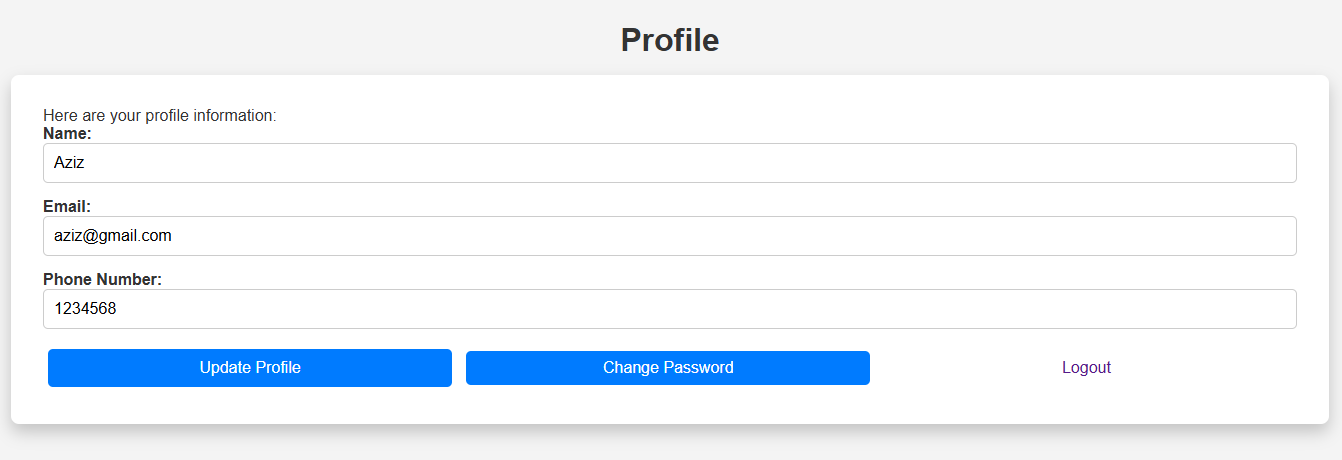 Profile
Here are your profile information:
Name:
Aziz
Email:
aziz@gmail.com
Phone Number:
1234568
Update Profile Change Password Logout